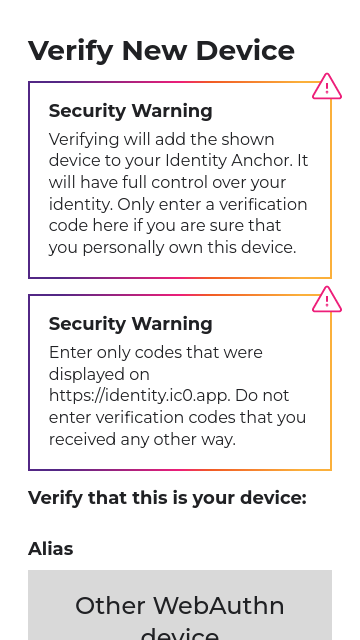 Verify New Device
Security Warning
Verifying will add the shown
device to your Identity Anchor. It
will have full control over your
identity. Only enter a verification
code here if you are sure that
you personally own this device.
Security Warning
Enter only codes that were
displayed on
https://identity.ic0.app. Do not
enter verification codes that you
received any other way.
Verify that this is your device:
Alias
Other WebAuthn
device